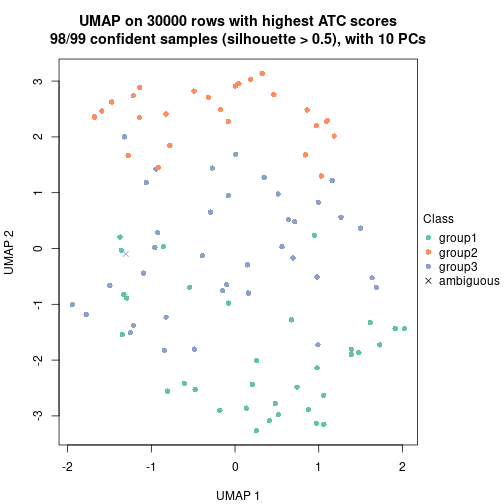 UMAP on 30000 rows with highest ATC scores
98/99 confident samples (silhouette > 0.5), with 10 PCs
3
2
1
0
-1
-2
-3
UMAP 2
-2 -1 0 1 2
UMAP 1
Class
group1
group2
group3
ambiguous